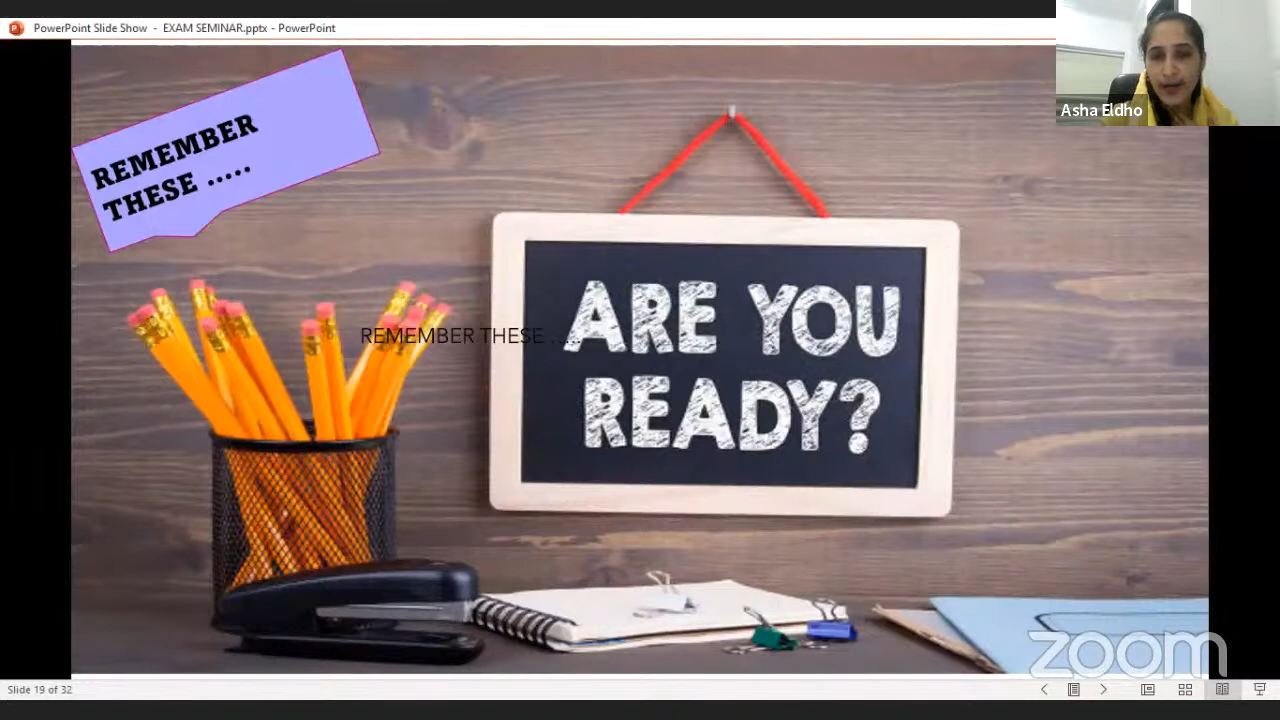 PowerPoint Slide Show - EXAM SEMINAR.pptx - PowerPoint
Asha Eldho
REMEMBER
THESE .....
REMEMBER THESE .....
ARE YOU
READY?
zoom
Slide 19 of 32